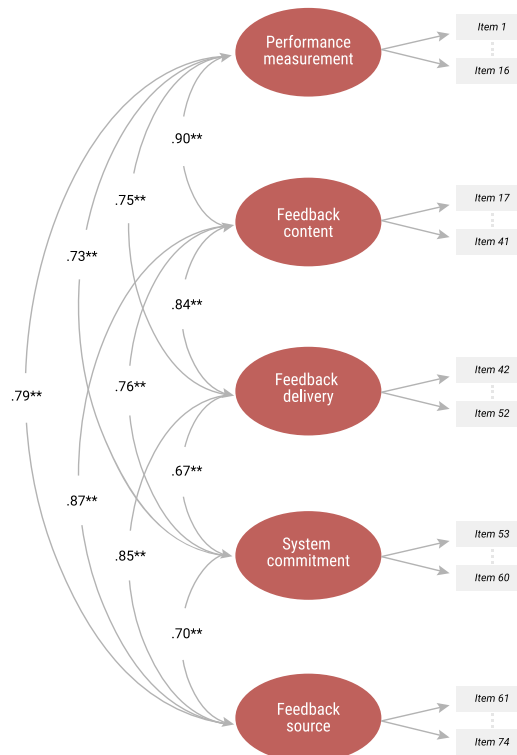 Performance
measurement
Item 1
Item 16
.90**
.75**
Feedback
content
Item 17
Item 41
.73**
.84**
Feedback
delivery
Item 42
Item 52
.76**
.79**
.67**
.87**
System
commitment
Item 53
Item 60
.85**
.70**
Feedback
source
Item 61
Item 74